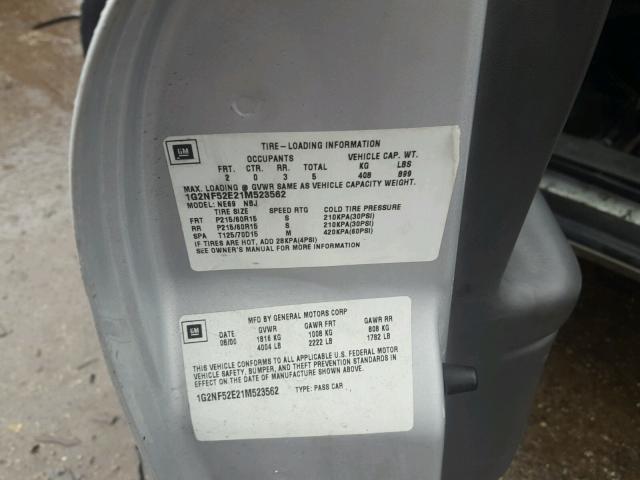 GM
TIRE-LOADING INFORMATION
OCCUPANTS VEHICLE CAP. WT.
FRT. CTR. RR. TOTAL KG LBS
2 0 3 5 408 899
MAX. LOADING @ GVWR SAME AS VEHICLE CAPACITY WEIGHT.
1G2NF52E21M523562
MODEL: NE69 NBJ
TIRE SIZE SPEED RTG COLD TIRE PRESSURE
FRT P215/60R15 S 210KPA(30PSI)
RR P215/60R15 S 210KPA(30PSI)
SPA T125/70D15 M 420KPA(60PSI)
IF TIRES ARE HOT, ADD 28KPA(4PSI)
SEE OWNER'S MANUAL FOR MORE INFORMATION.
GM
MFD BY GENERAL MOTORS CORP
DATE GVWR GAWR FRT GAWR RR
06/00 1816 KG 1008 KG 808 KG
4004 LB 2222 LB 1782 LB
THIS VEHICLE CONFORMS TO ALL APPLICABLE U.S. FEDERAL MOTOR
VEHICLE SAFETY, BUMPER, AND THEFT PREVENTION STANDARDS IN
EFFECT ON THE DATE OF MANUFACTURE SHOWN ABOVE.
1G2NF52E21M523562 TYPE: PASS CAR